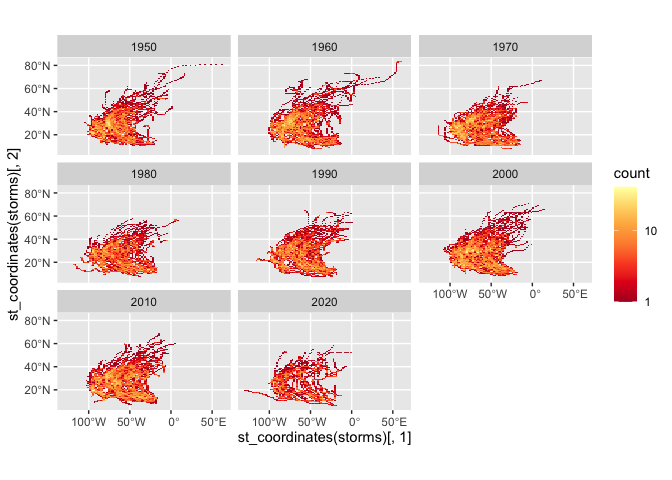 1950 1960 1970
80°N
60°N
40°N
20°N
1980 1990 2000
80°N
60°N
40°N
20°N
100°W 50°W 0° 50°E
2010 2020
80°N
60°N
40°N
20°N
100°W 50°W 0° 50°E 100°W 50°W 0° 50°E
st_coordinates(storms)[, 1]
st_coordinates(storms)[, 2]
count
10
1